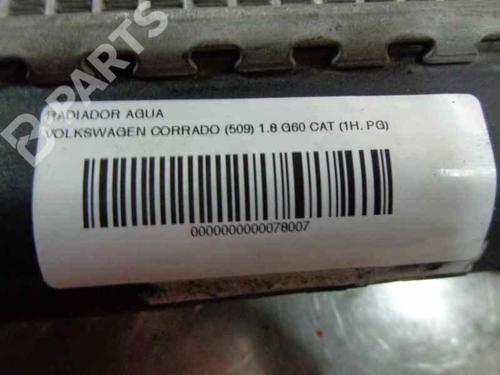 B-PARTS
RADIADOR AGUA
VOLKSWAGEN CORRADO (509) 1.8 G60 CAT (1H. PG)
0000000000078007